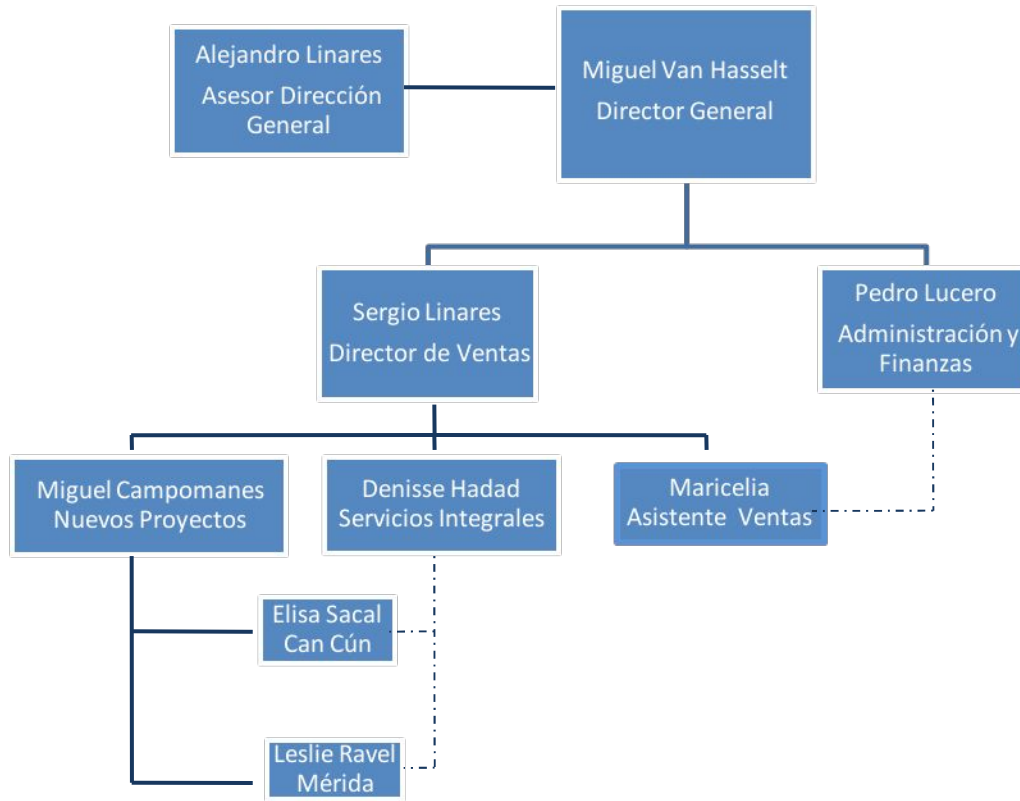 Alejandro Linares
Asesor Dirección
General
Miguel Van Hasselt
Director General
Sergio Linares
Director de Ventas
Pedro Lucero
Administración y
Finanzas
Miguel Campomanes
Nuevos Proyectos
Denisse Hadad
Servicios Integrales
Maricelia
Asistente Ventas
Elisa Sacal
Can Cún
Leslie Ravel
Mérida